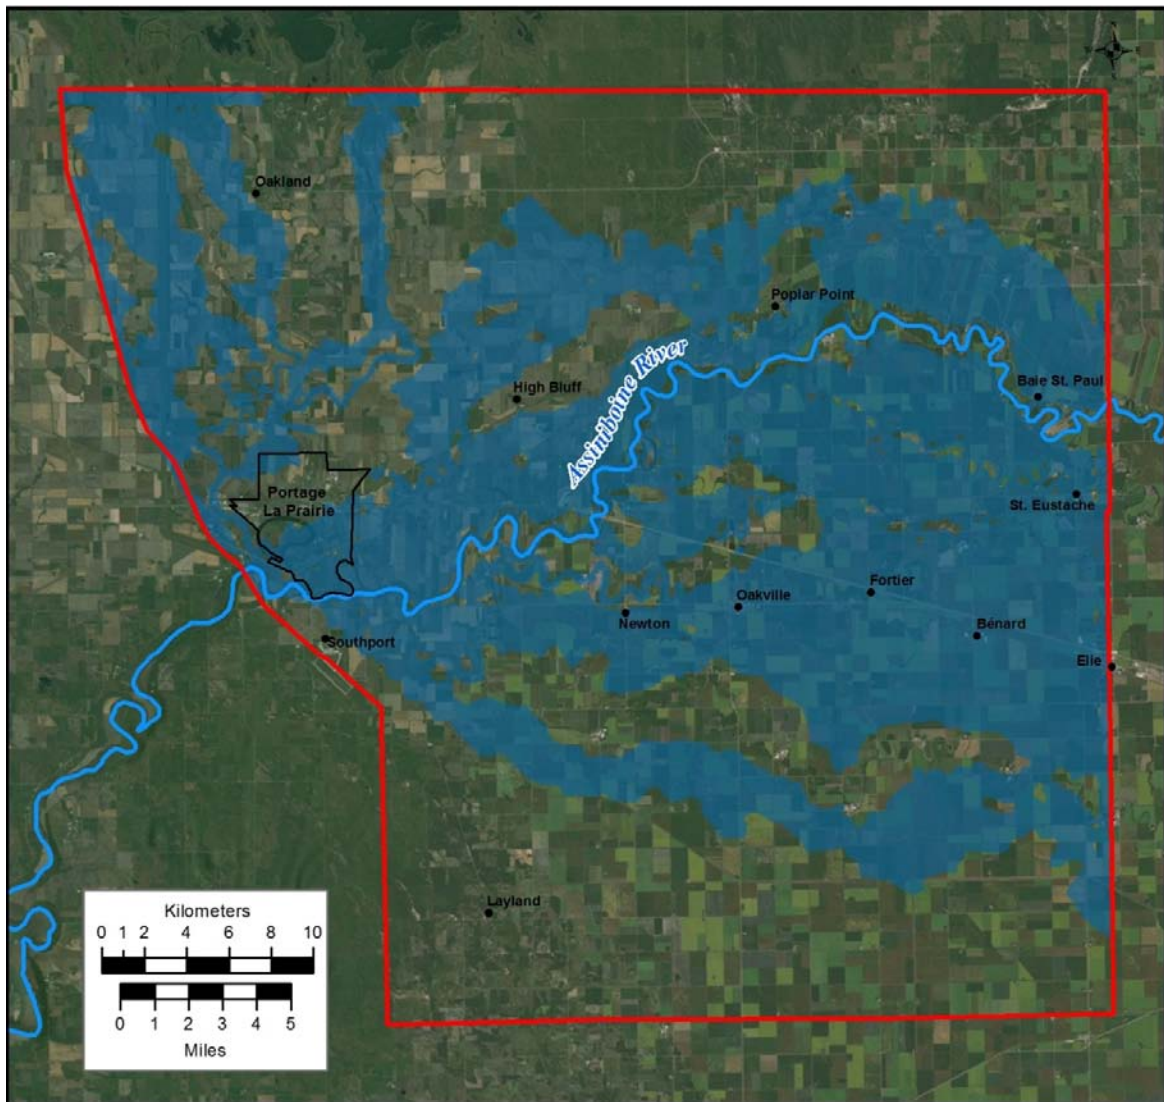 Oakland
Poplar Point
Assiniboine River
High Bluff
Baie St. Paul
Portage
La Prairie
St. Eustache
Fortier
Oakville
Newton
Bénard
Southport
Elie
Layland
Kilometers
0 1 2 4 6 8 10
0 1 2 3 4 5
Miles